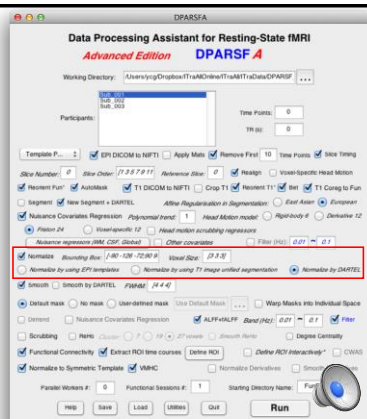 DPARSFA
Data Processing Assistant for Resting-State fMRI
Advanced Edition DPARSF A
Working Directory: /Users/ycg/Dropbox/ITraAllOnline/ITraAll/ITraData/DPARSF ...
Participants: Sub_001
Sub_002
Sub_003
Time Points: 0
TR (s): 0
Template P... EPI DICOM to NIFTI Apply Mats Remove First 10 Time Points Slice Timing
Slice Number: 0 Slice Order: [1 3 5 7 9 11 Reference Slice: 0 Realign Voxel-Specific Head Motion
Reorient Fun* AutoMask T1 DICOM to NIFTI Crop T1 Reorient T1* Bet T1 Coreg to Fun
Segment New Segment + DARTEL Affine Regularisation in Segmentation: East Asian European
Nuisance Covariates Regression Polynomial trend: 1 Head Motion model: Rigid-body 6 Derivative 12
Friston 24 Voxel-specific 12 Head motion scrubbing regressors
Nuisance regressors (WM, CSF, Global) Other covariates Filter (Hz): 0.01 ~ 0.1
Normalize Bounding Box: [-90 -126 -72;90 9 Voxel Size: [3 3 3]
Normalize by using EPI templates Normalize by using T1 image unified segmentation Normalize by DARTEL
Smooth Smooth by DARTEL FWHM: [4 4 4]
Default mask No mask User-defined mask Use Default Mask ... Warp Masks into Individual Space
Detrend Nuisance Covariates Regression ALFF+fALFF Band (Hz): 0.01 ~ 0.1 Filter
Scrubbing ReHo Cluster: 7 19 27 voxels Smooth ReHo Degree Centrality
Functional Connectivity Extract ROI time courses Define ROI Define ROI Interactively* CWAS
Normalize to Symmetric Template VMHC Normalize Derivatives Smooth
Parallel Workers #: 0 Functional Sessions #: 1 Starting Directory Name:
Help Save Load Utilities Quit Run